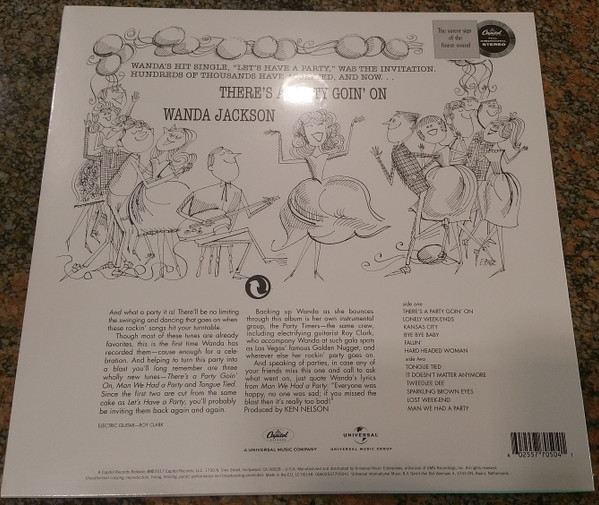 The secret sign
of the
finest sound
Capitol
STEREO
WANDA'S HIT SINGLE, "LET'S HAVE A PARTY," WAS THE INVITATION.
HUNDREDS OF THOUSANDS HAVE AND NOW. . .
THERE'S A PARTY GOIN' ON
WANDA JACKSON
And what a party it is! There'll be no limiting
the swinging and dancing that goes on when
these rockin' songs hit your turntable.
Though most of these tunes are already
favorites, this is the first time Wanda has
recorded them—cause enough for a cele-
bration. And helping to turn this party into
a blast you'll long remember are three
wholly new tunes—There's a Party Goin'
On, Man We Had a Party and Tongue Tied.
Since the first two are cut from the same
cake as Let's Have a Party, you'll probably
be inviting them back again and again.
ELECTRIC GUITAR—ROY CLARK
Backing up Wanda as she bounces
through this album is her own instrumental
group, the Party Timers—the same crew,
including electrifying guitarist Roy Clark,
who accompany Wanda at such gala spots
as Las Vegas' famous Golden Nugget, and
wherever else her rockin' party goes on.
And speaking of parties, in case any of
your friends miss this one and call to ask
what went on, just quote Wanda's lyrics
from Man We Had a Party: "Everyone was
happy, no one was sad; if you missed the
blast then it's really too bad!"
Produced by KEN NELSON
side one
THERE'S A PARTY GOIN' ON
LONELY WEEK-ENDS
KANSAS CITY
BYE BYE BABY
FALLIN'
HARD HEADED WOMAN
side two
TONGUE TIED
IT DOESN'T MATTER ANYMORE
TWEEDLEE DEE
SPARKLING BROWN EYES
LOST WEEK-END
MAN WE HAD A PARTY
Capitol
A UNIVERSAL MUSIC COMPANY
UNIVERSAL
UNIVERSAL MUSIC GROUP
6 02557 70504 1